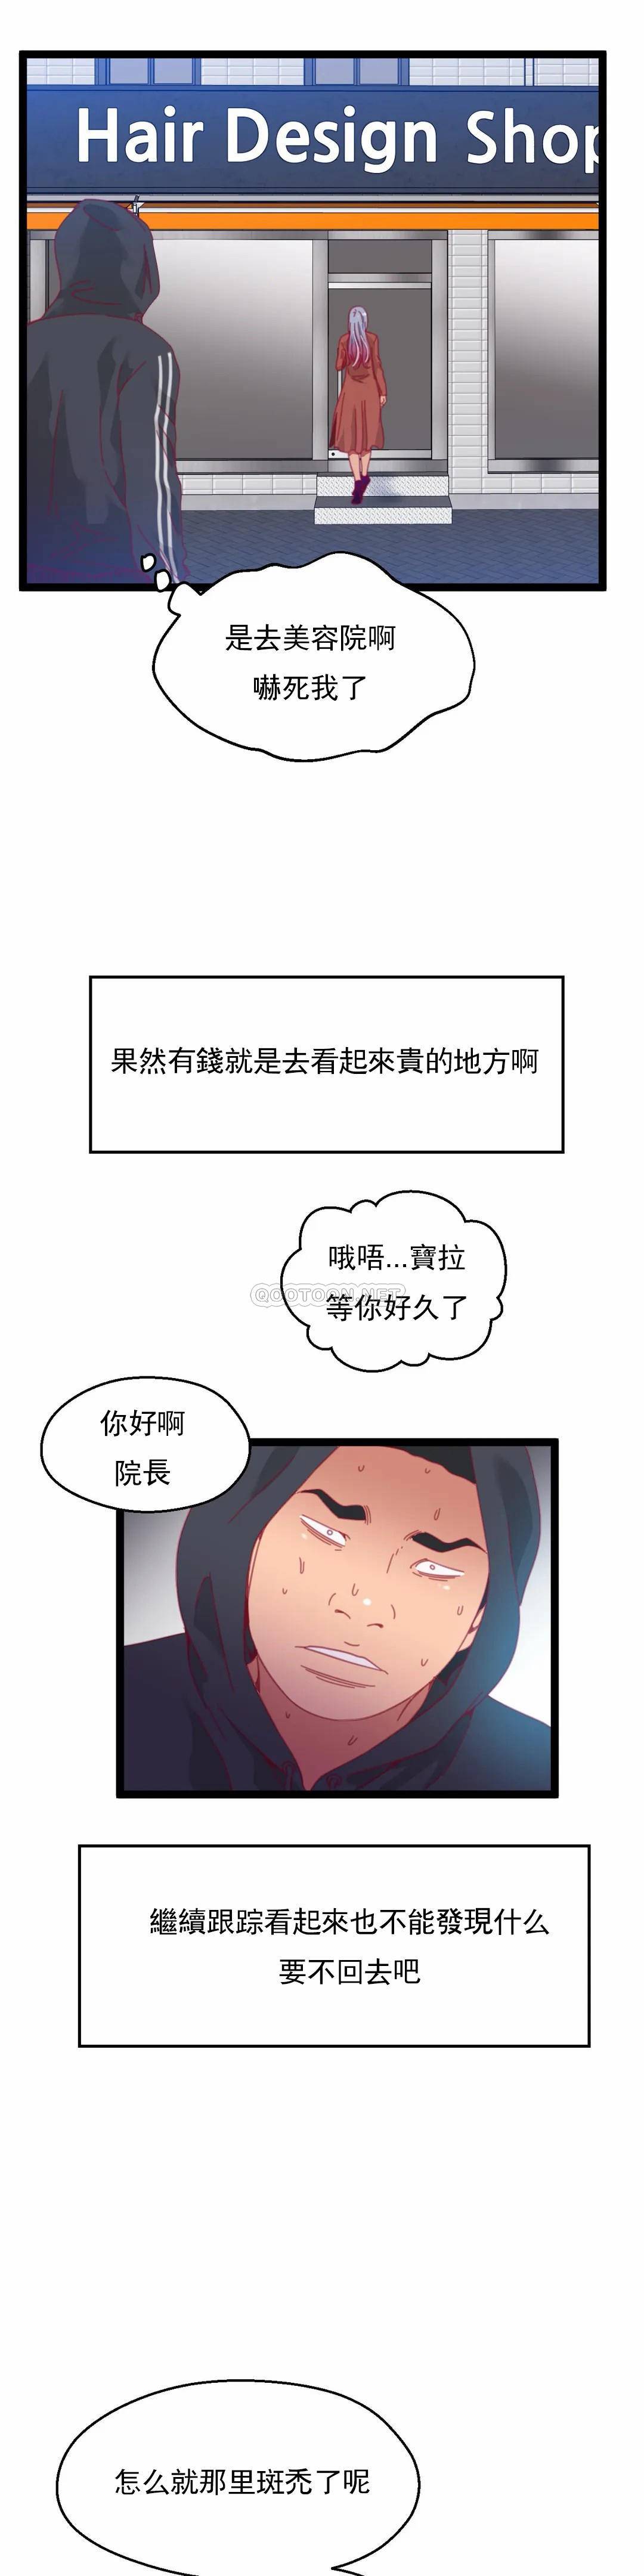 Hair Design Shop
是去美容院啊
嚇死我了
果然有錢就是去看起來貴的地方啊
哦唔...寶拉
等你好久了
QOOTOON.NET
你好啊
院長
繼續跟踪看起來也不能發現什么
要不回去吧
怎么就那里斑禿了呢